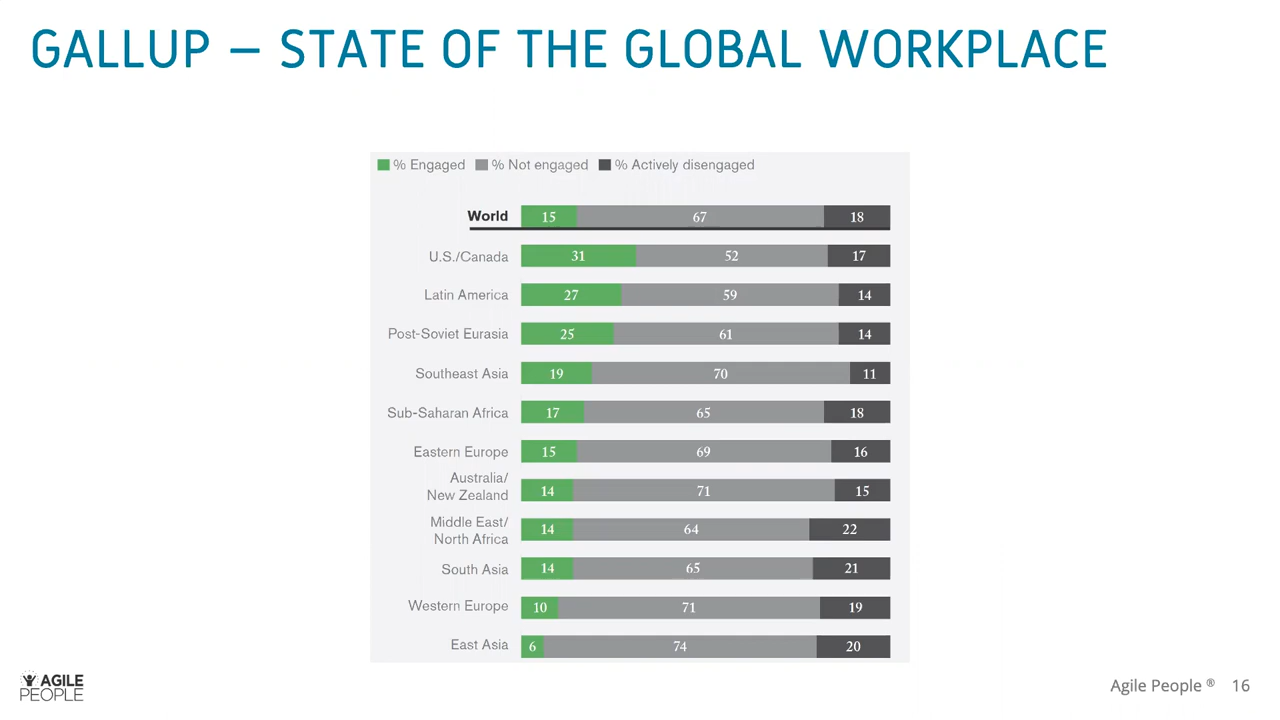 GALLUP – STATE OF THE GLOBAL WORKPLACE
% Engaged % Not engaged % Actively disengaged
World 15 67 18
U.S./Canada 31 52 17
Latin America 27 59 14
Post-Soviet Eurasia 25 61 14
Southeast Asia 19 70 11
Sub-Saharan Africa 17 65 18
Eastern Europe 15 69 16
Australia/
New Zealand 14 71 15
Middle East/
North Africa 14 64 22
South Asia 14 65 21
Western Europe 10 71 19
East Asia 6 74 20
AGILE
PEOPLE
Agile People ® 16